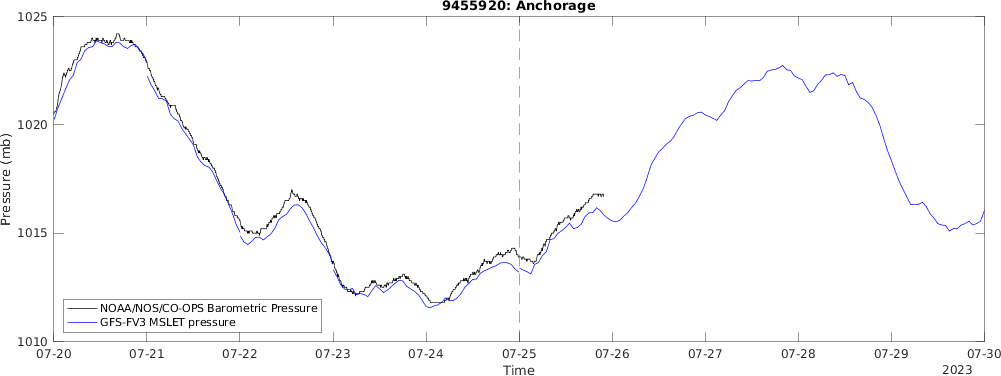 9455920: Anchorage
Pressure (mb)
1025
1020
1015
1010
NOAA/NOS/CO-OPS Barometric Pressure
GFS-FV3 MSLET pressure
07-20 07-21 07-22 07-23 07-24 07-25 07-26 07-27 07-28 07-29 07-30
Time
2023